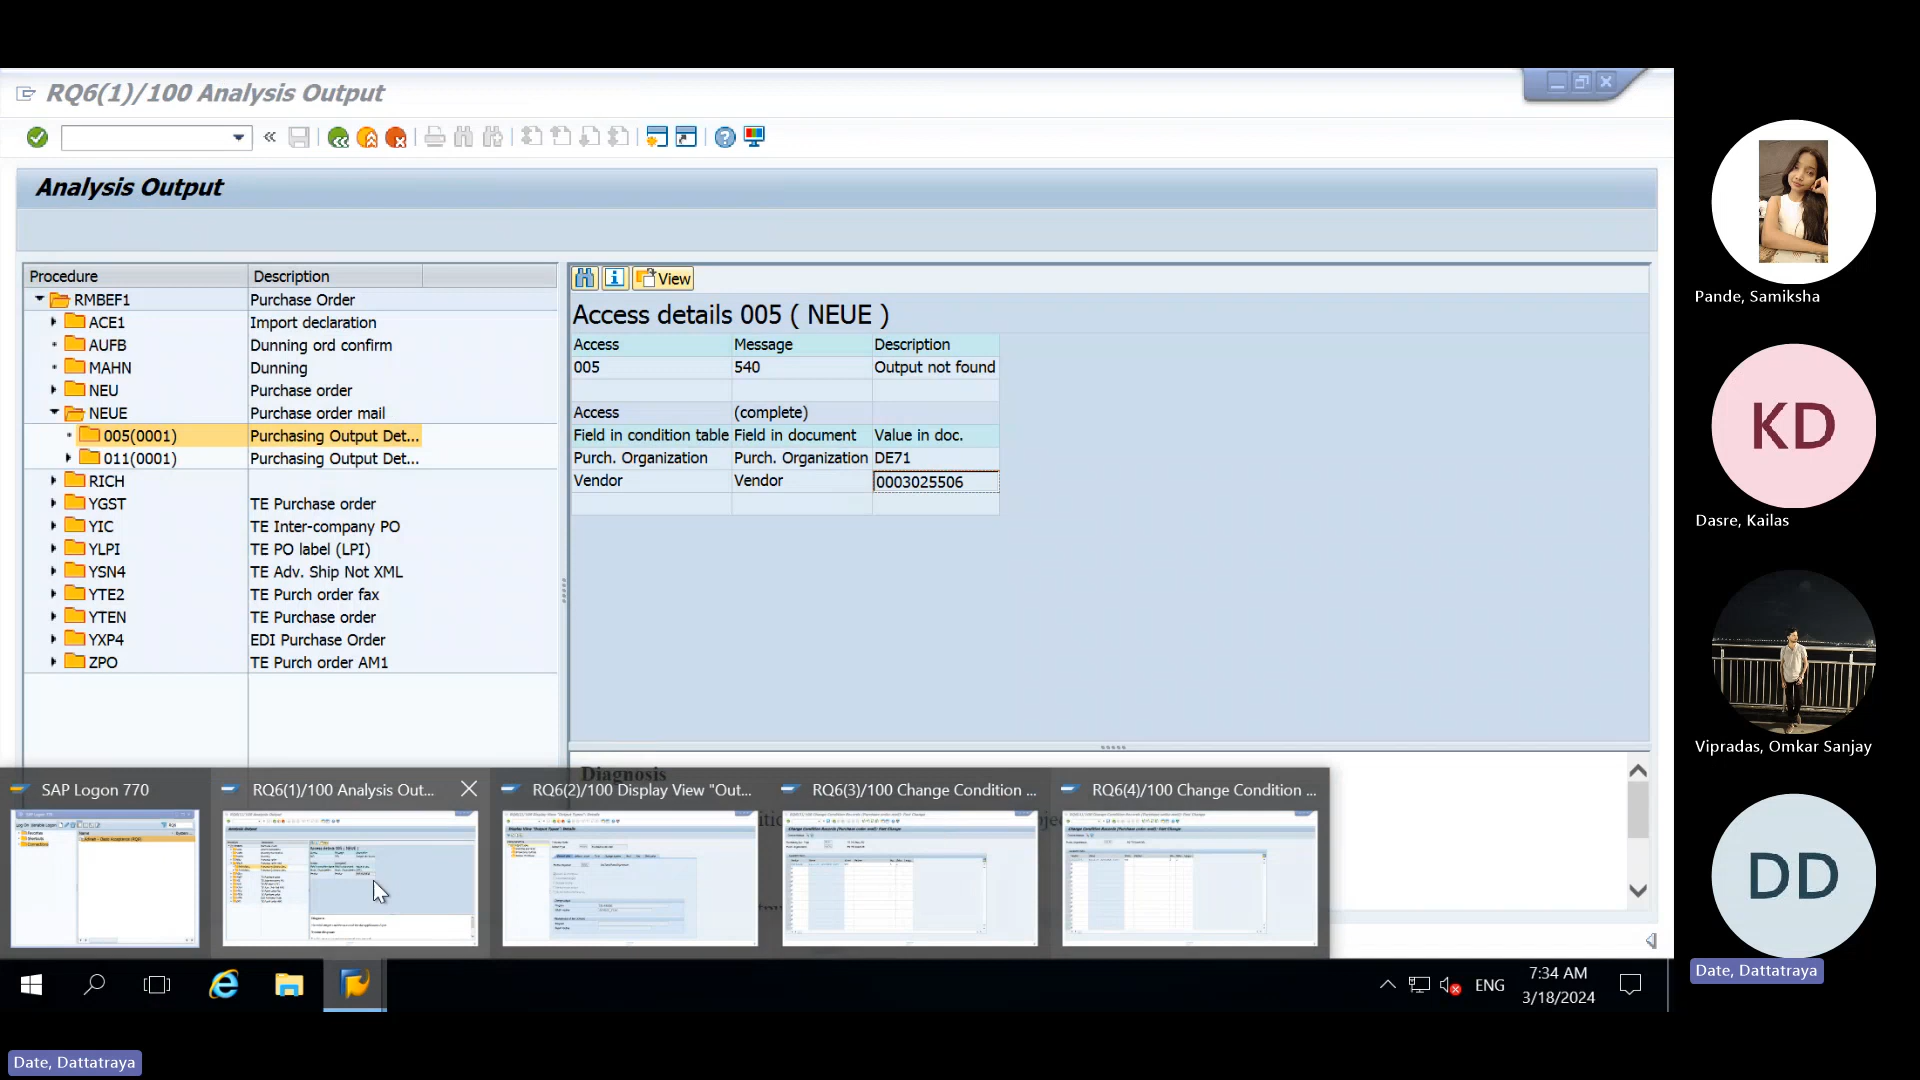 RQ6(1)/100 Analysis Output
Analysis Output
Procedure Description
RMBEF1 Purchase Order
ACE1 Import declaration
AUFB Dunning ord confirm
MAHN Dunning
NEU Purchase order
NEUE Purchase order mail
005(0001) Purchasing Output Det...
011(0001) Purchasing Output Det...
RICH
YGST TE Purchase order
YIC TE Inter-company PO
YLPI TE PO label (LPI)
YSN4 TE Adv. Ship Not XML
YTE2 TE Purch order fax
YTEN TE Purchase order
YXP4 EDI Purchase Order
ZPO TE Purch order AM1
View
Access details 005 ( NEUE )
Access Message Description
005 540 Output not found
Access (complete)
Field in condition table Field in document Value in doc.
Purch. Organization Purch. Organization DE71
Vendor Vendor 0003025506
Diagnosis
SAP Logon 770
RQ6(1)/100 Analysis Out...
RQ6(2)/100 Display View "Out...
RQ6(3)/100 Change Condition ...
RQ6(4)/100 Change Condition ...
ENG
7:34 AM
3/18/2024
Pande, Samiksha
KD
Dasre, Kailas
Vipradas, Omkar Sanjay
DD
Date, Dattatraya
Date, Dattatraya